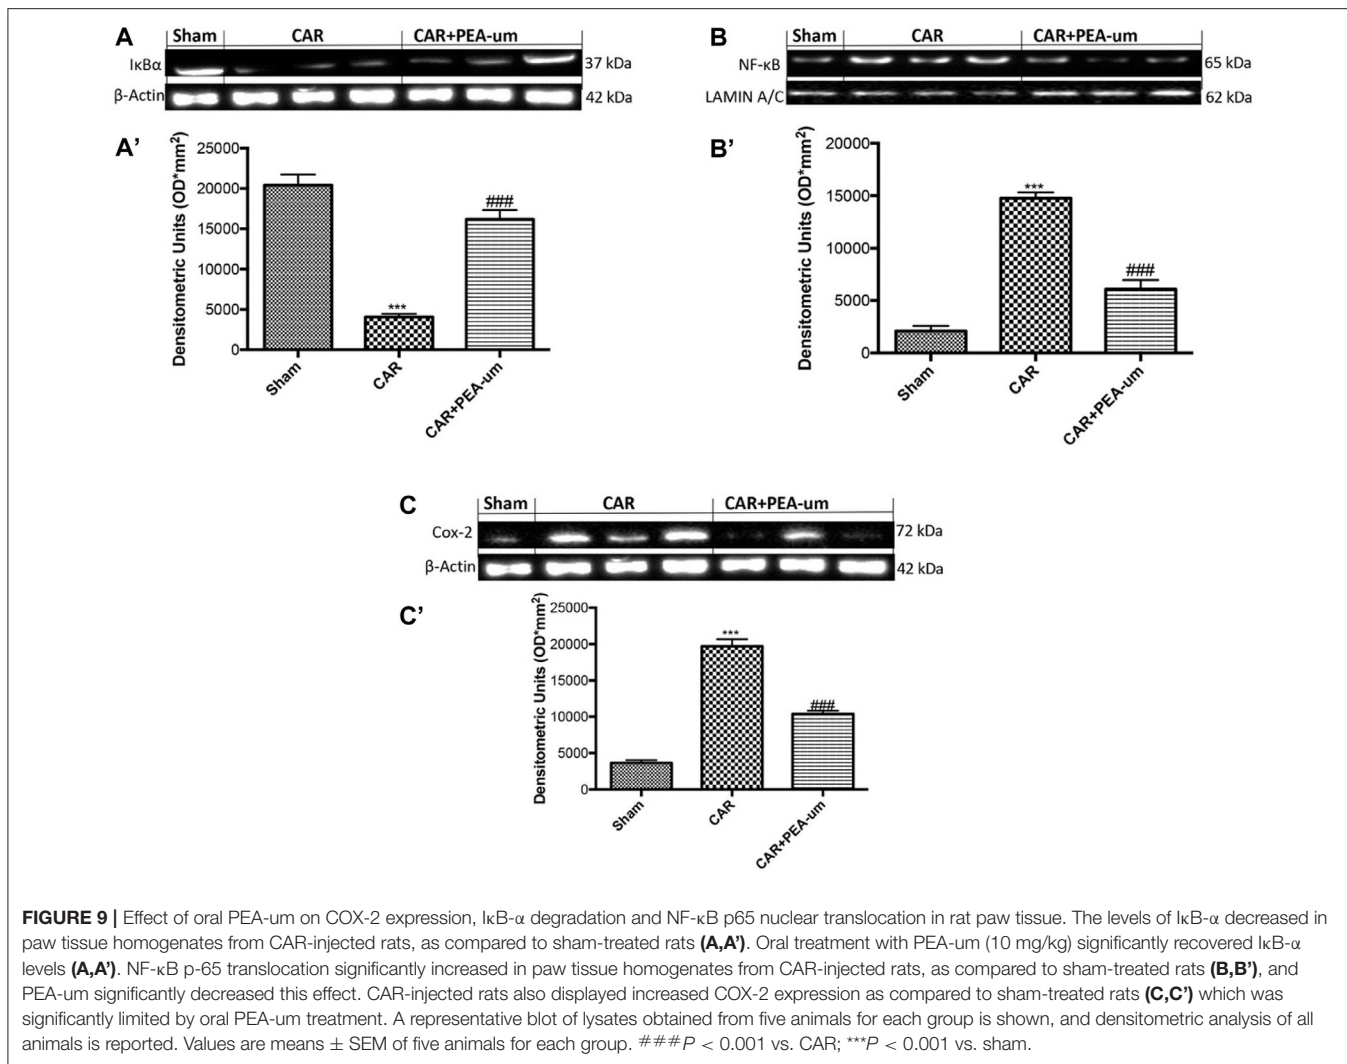 A Sham CAR CAR+PEA-um
IκBα 37 kDa
β-Actin 42 kDa
B Sham CAR CAR+PEA-um
NF-κB 65 kDa
LAMIN A/C 62 kDa
A’
Densitometric Units (OD*mm²)
25000
20000
15000
10000
5000
0
***
###
Sham
CAR
CAR+PEA-um
B’
Densitometric Units (OD*mm²)
20000
15000
10000
5000
0
***
###
Sham
CAR
CAR+PEA-um
C Sham CAR CAR+PEA-um
Cox-2 72 kDa
β-Actin 42 kDa
C’
Densitometric Units (OD*mm²)
25000
20000
15000
10000
5000
0
***
###
Sham
CAR
CAR+PEA-um
FIGURE 9 | Effect of oral PEA-um on COX-2 expression, IκB-α degradation and NF-κB p65 nuclear translocation in rat paw tissue. The levels of IκB-α decreased in
paw tissue homogenates from CAR-injected rats, as compared to sham-treated rats (A,A’). Oral treatment with PEA-um (10 mg/kg) significantly recovered IκB-α
levels (A,A’). NF-κB p-65 translocation significantly increased in paw tissue homogenates from CAR-injected rats, as compared to sham-treated rats (B,B’), and
PEA-um significantly decreased this effect. CAR-injected rats also displayed increased COX-2 expression as compared to sham-treated rats (C,C’) which was
significantly limited by oral PEA-um treatment. A representative blot of lysates obtained from five animals for each group is shown, and densitometric analysis of all
animals is reported. Values are means ± SEM of five animals for each group. ###P < 0.001 vs. CAR; ***P < 0.001 vs. sham.